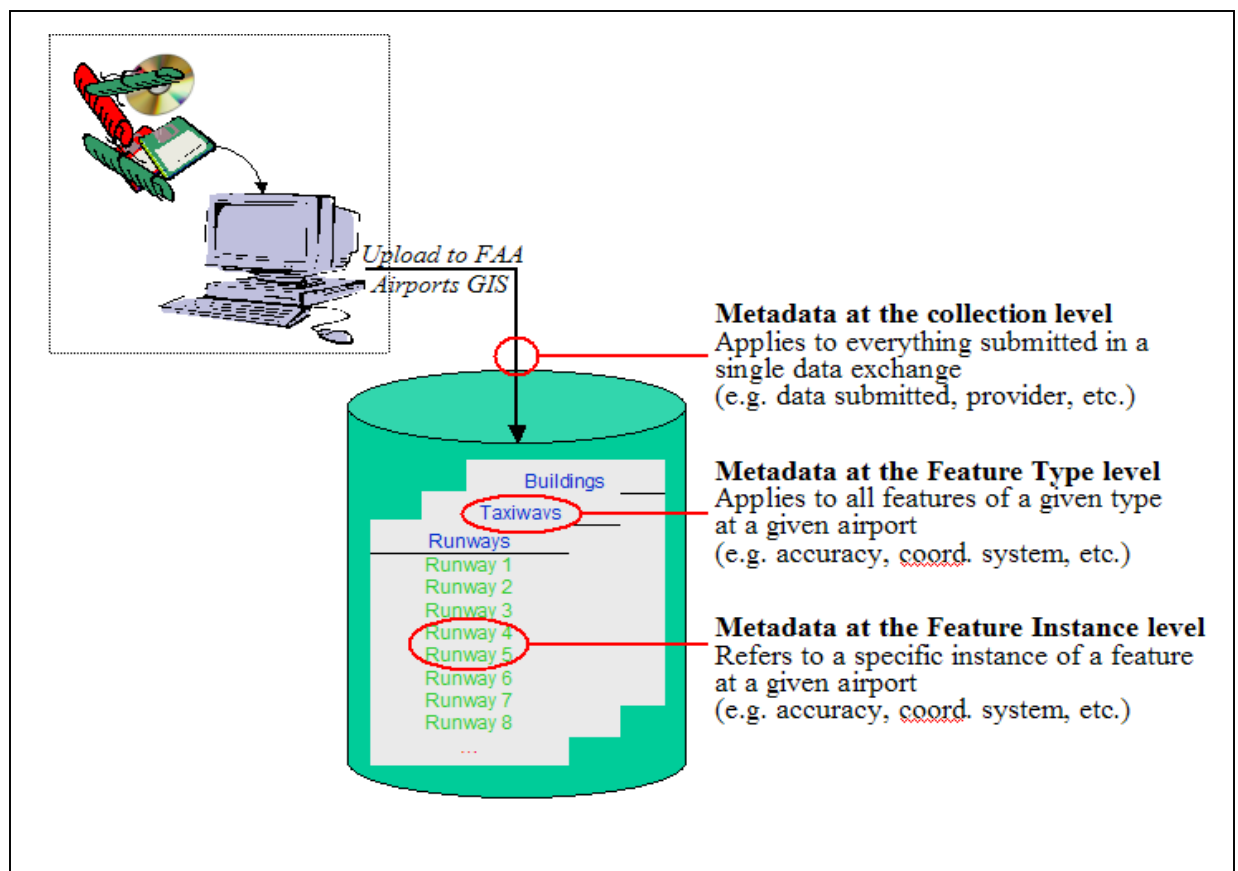 Upload to FAA
Airports GIS
Metadata at the collection level
Applies to everything submitted in a
single data exchange
(e.g. data submitted, provider, etc.)
Buildings
Taxiways
Runways
Runway 1
Runway 2
Runway 3
Runway 4
Runway 5
Runway 6
Runway 7
Runway 8
...
Metadata at the Feature Type level
Applies to all features of a given type
at a given airport
(e.g. accuracy, coord. system, etc.)
Metadata at the Feature Instance level
Refers to a specific instance of a feature
at a given airport
(e.g. accuracy, coord. system, etc.)